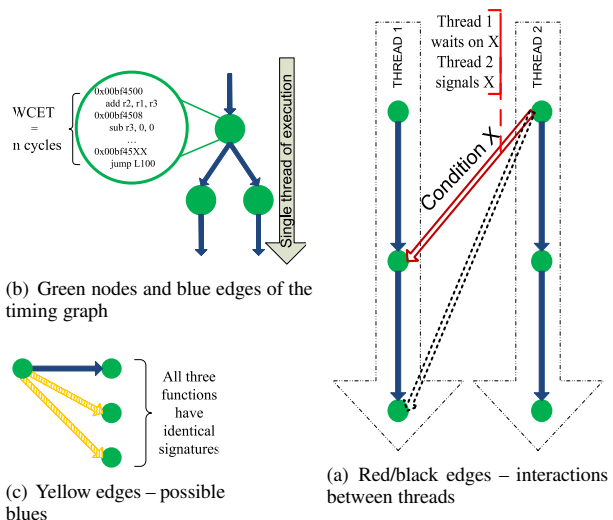 WCET
=
n cycles
0x00bf4500
add r2, r1, r3
0x00bf4508
sub r3, 0, 0
...
0x00bf45XX
jump L100
Single thread of execution
(b) Green nodes and blue edges of the
timing graph
All three
functions
have
identical
signatures
(c) Yellow edges – possible
blues
THREAD 1
Thread 1
waits on X
Thread 2
signals X
THREAD 2
Condition X
(a) Red/black edges – interactions
between threads